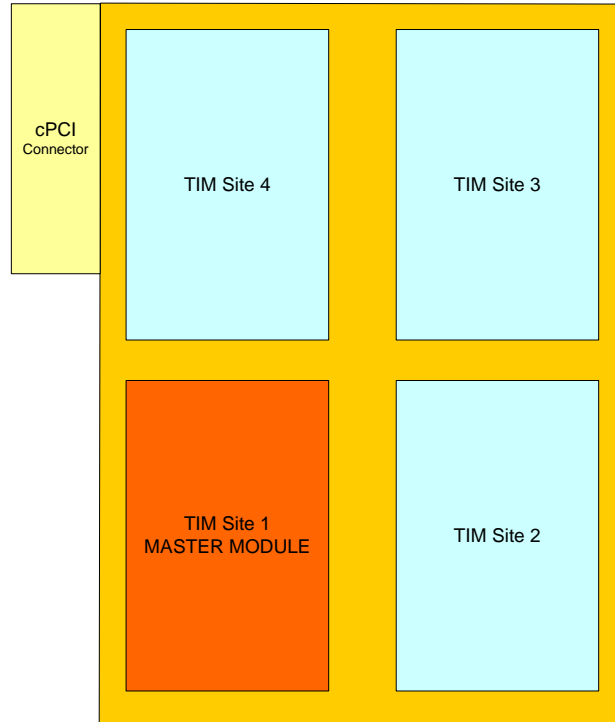 cPCI
Connector
TIM Site 4
TIM Site 3
TIM Site 1
MASTER MODULE
TIM Site 2